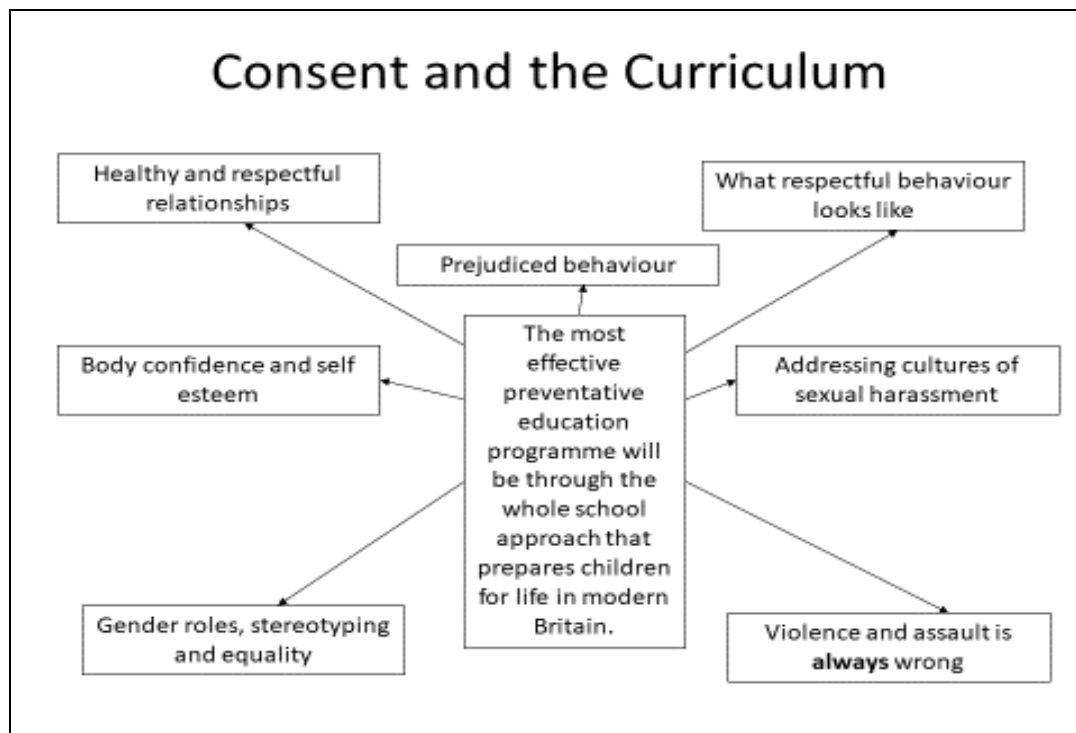 Consent and the Curriculum
Healthy and respectful
relationships
What respectful behaviour
looks like
Prejudiced behaviour
The most
effective
preventative
education
programme will
be through the
whole school
approach that
prepares children
for life in modern
Britain.
Body confidence and self
esteem
Addressing cultures of
sexual harassment
Gender roles, stereotyping
and equality
Violence and assault is
always wrong